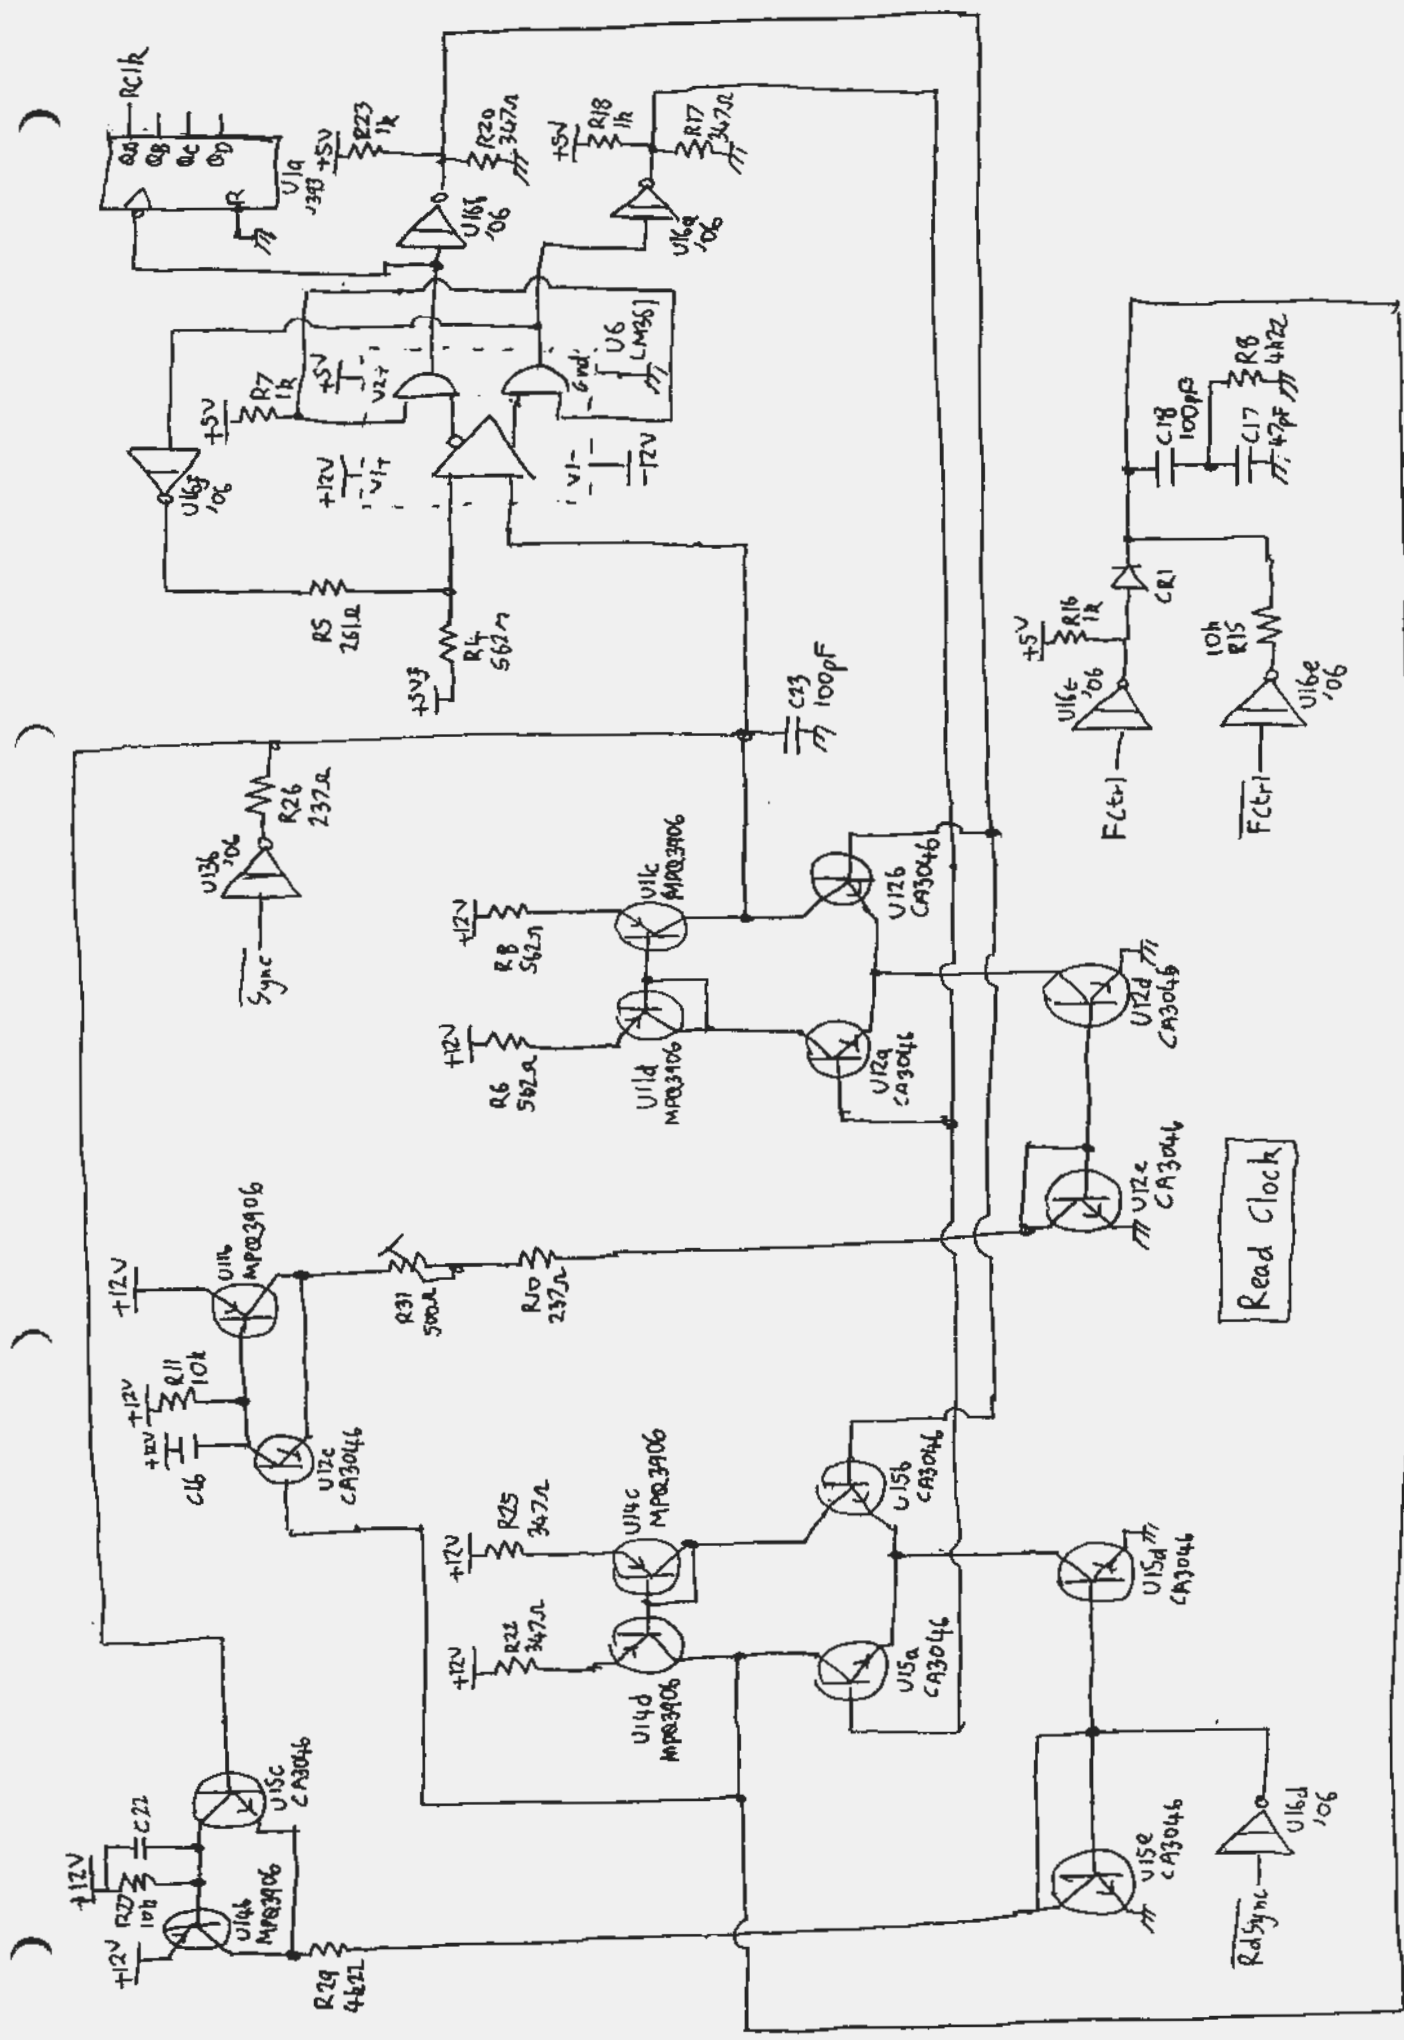 +12V
R27
10k
+12V
C22
U14b
MPQ3906
U15c
CA3046
R29
4k22
+12V
C16
+12V
R11
10k
+12V
U11b
MPQ3906
U12c
CA3046
R31
500Ω
R10
237Ω
Sync
U13b
'06
R26
237Ω
U16f
'06
R5
261Ω
+5V
R7
1k
RClk
QA
QB
QC
QD
R
U1a
'393
+12V
R22
347Ω
+12V
R25
347Ω
U14d
MPQ3906
U14c
MPQ3906
+12V
R6
562Ω
+12V
R8
562Ω
U11d
MPQ3906
U11c
MPQ3906
+5VF
R4
562Ω
+12V
V1+
+5V
V2+
V1-
-12V
Gnd
U6
LM361
U16b
'06
+5V
R23
1k
R20
347Ω
U16a
'06
+5V
R18
1k
R17
347Ω
C23
100pF
U15a
CA3046
U15b
CA3046
U12a
CA3046
U12b
CA3046
U15e
CA3046
U15d
CA3046
U12e
CA3046
U12d
CA3046
RdSync
U16d
'06
FCtrl
U16c
'06
+5V
R16
1k
CR1
FCtrl
U16e
'06
10k
R15
C18
100pF
C17
47pF
R8
4k22
Read Clock